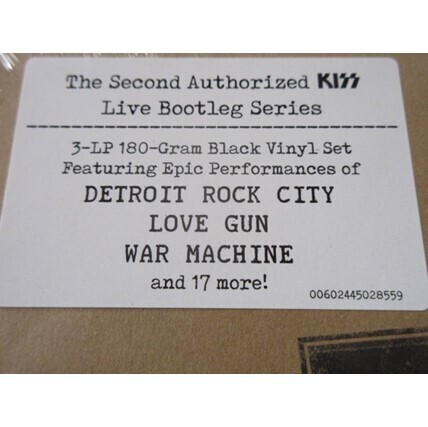 The Second Authorized KISS
Live Bootleg Series
3-LP 180-Gram Black Vinyl Set
Featuring Epic Performances of
DETROIT ROCK CITY
LOVE GUN
WAR MACHINE
and 17 more!
00602445028559